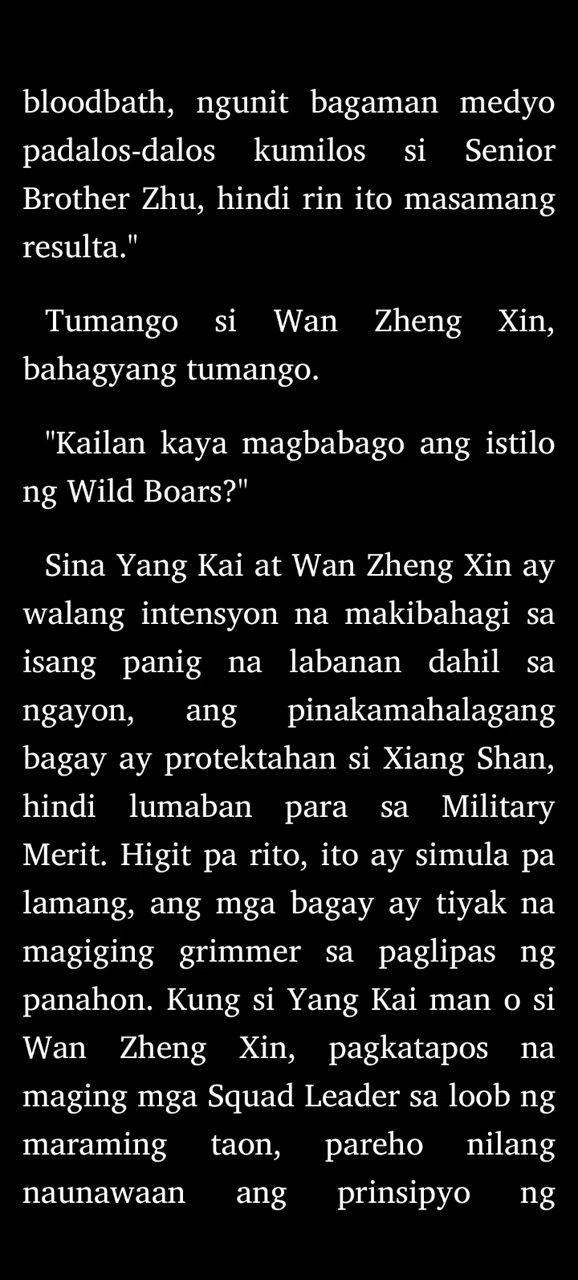 bloodbath, ngunit bagaman medyo
padalos-dalos kumilos si Senior
Brother Zhu, hindi rin ito masamang
resulta."
Tumango si Wan Zheng Xin,
bahagyang tumango.
"Kailan kaya magbabago ang istilo
ng Wild Boars?"
Sina Yang Kai at Wan Zheng Xin ay
walang intensyon na makibahagi sa
isang panig na labanan dahil sa
ngayon, ang pinakamahalagang
bagay ay protektahan si Xiang Shan,
hindi lumaban para sa Military
Merit. Higit pa rito, ito ay simula pa
lamang, ang mga bagay ay tiyak na
magiging grimmer sa paglipas ng
panahon. Kung si Yang Kai man o si
Wan Zheng Xin, pagkatapos na
maging mga Squad Leader sa loob ng
maraming taon, pareho nilang
naunawaan ang prinsipyo ng